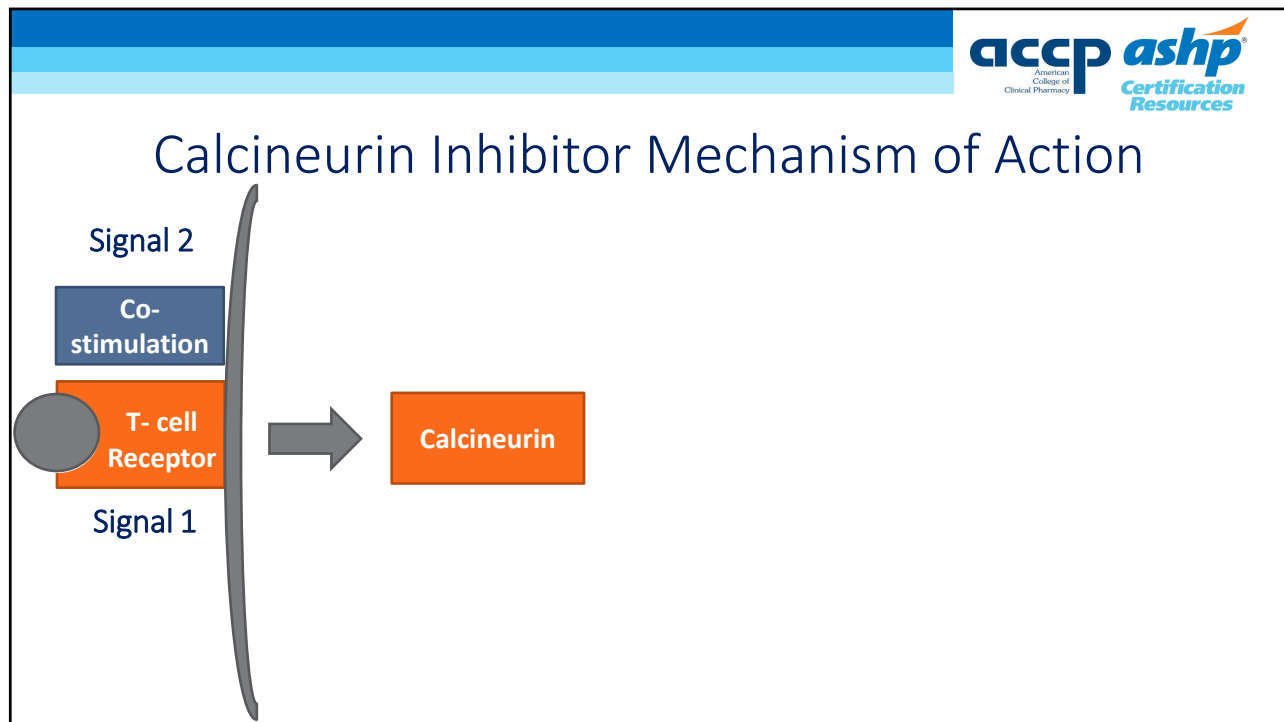 accp
American
College of
Clinical Pharmacy
ashp®
Certification
Resources
Calcineurin Inhibitor Mechanism of Action
Signal 2
Co-
stimulation
T- cell
Receptor
Signal 1
Calcineurin